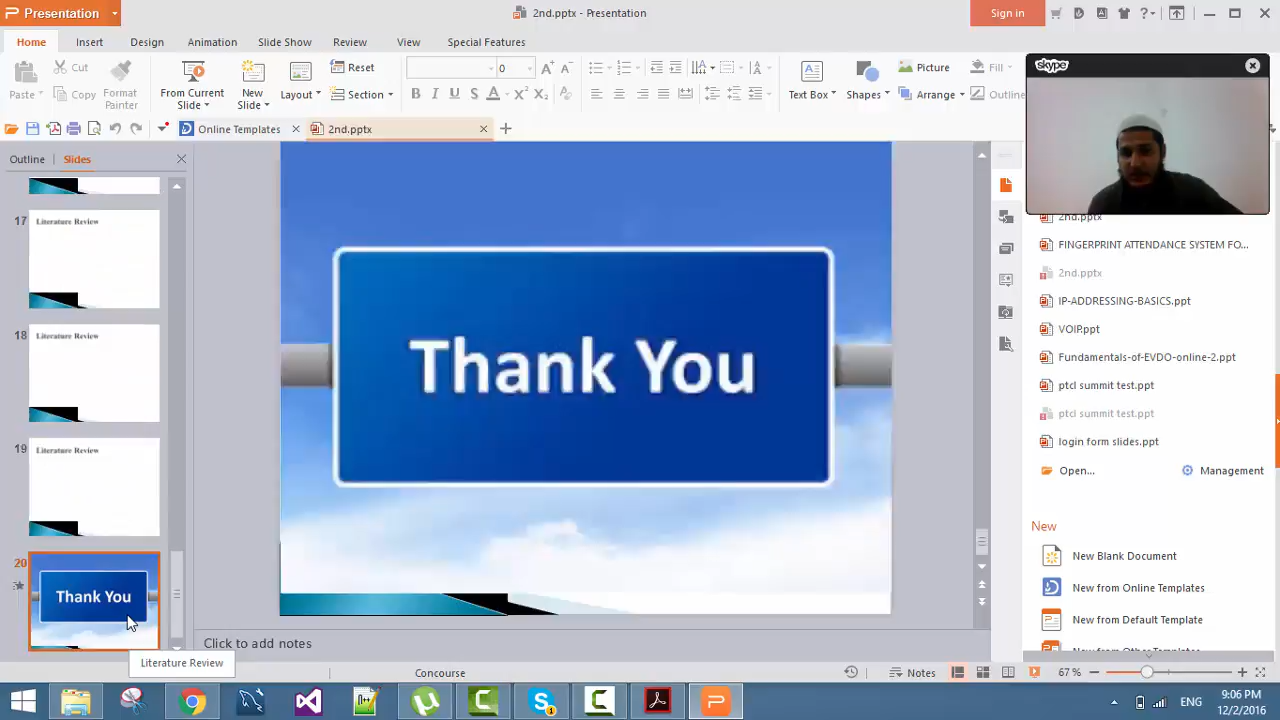 Presentation
2nd.pptx - Presentation
Sign in
Home Insert Design Animation Slide Show Review View Special Features
Paste Cut Copy Format Painter From Current Slide New Slide Layout Reset Section 0 Text Box Shapes Picture Arrange Fill Outline
B I U S A X² X₂
skype
Online Templates 2nd.pptx
Outline Slides
17
Literature Review
18
Literature Review
19
Literature Review
20
Thank You
Literature Review
Thank You
Click to add notes
2nd.pptx
FINGERPRINT ATTENDANCE SYSTEM FO...
2nd.pptx
IP-ADDRESSING-BASICS.ppt
VOIP.ppt
Fundamentals-of-EVDO-online-2.ppt
ptcl summit test.ppt
ptcl summit test.ppt
login form slides.ppt
Open... Management
New
New Blank Document
New from Online Templates
New from Default Template
Concourse
Notes
67 %
ENG
9:06 PM
12/2/2016